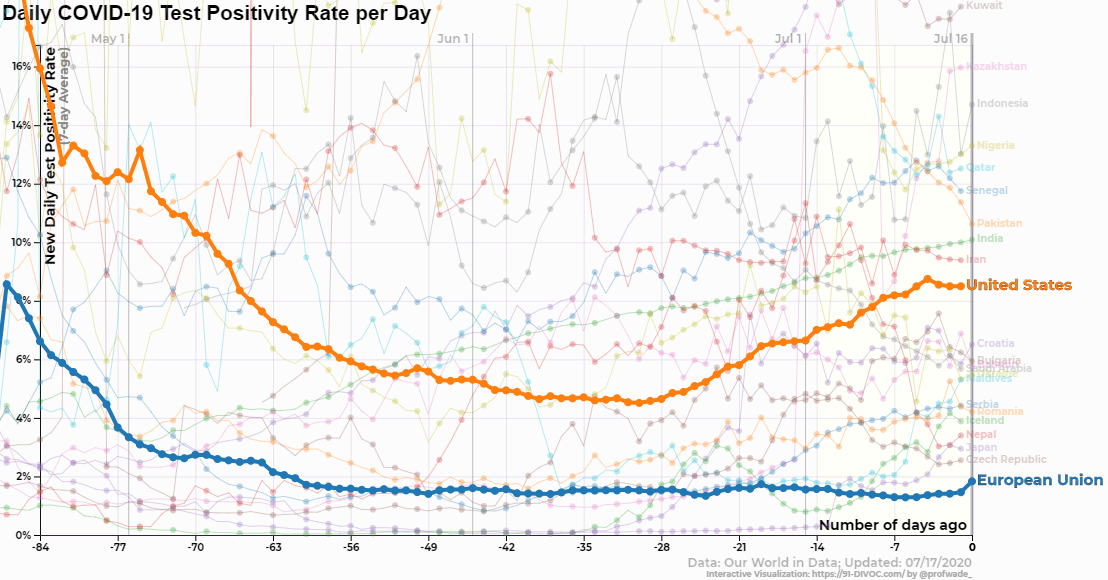 Daily COVID-19 Test Positivity Rate per Day
May 1
Jun 1
Jul 1
Jul 16
New Daily Test Positivity Rate
(7-day Average)
16%
14%
12%
10%
8%
6%
4%
2%
0%
Kuwait
Kazakhstan
Indonesia
Nigeria
Qatar
Senegal
Pakistan
India
Iran
United States
Croatia
Bulgaria
Saudi Arabia
Maldives
Serbia
Romania
Iceland
Nepal
Japan
Czech Republic
European Union
Number of days ago
-84
-77
-70
-63
-56
-49
-42
-35
-28
-21
-14
-7
0
Data: Our World in Data; Updated: 07/17/2020
Interactive Visualization: https://91-DIVOC.com/ by @profwade_